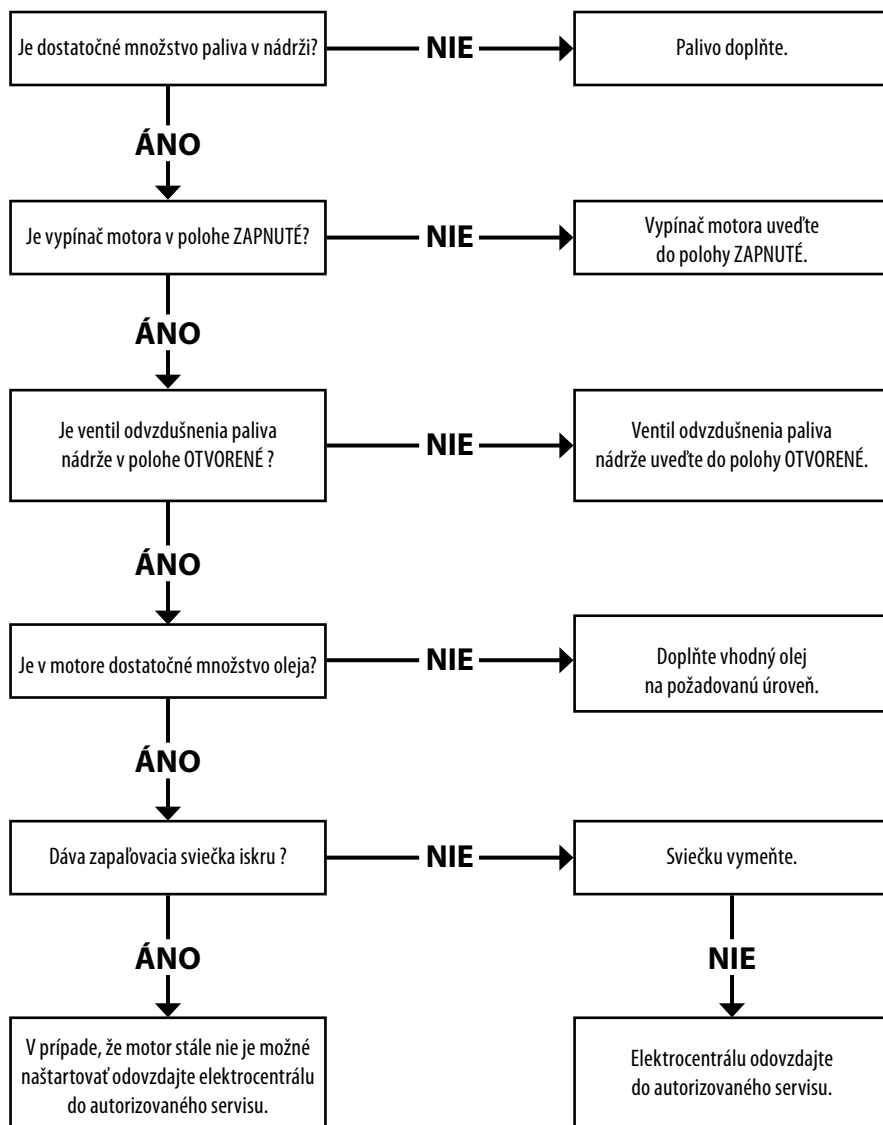 Je dostatočné množstvo paliva v nádrži?
NIE
Palivo doplňte.
ÁNO
Je vypínač motora v polohe ZAPNUTÉ?
NIE
Vypínač motora uveďte
do polohy ZAPNUTÉ.
ÁNO
Je ventil odvzdušnenia paliva
nádrže v polohe OTVORENÉ ?
NIE
Ventil odvzdušnenia paliva
nádrže uveďte do polohy OTVORENÉ.
ÁNO
Je v motore dostatočné množstvo oleja?
NIE
Doplňte vhodný olej
na požadovanú úroveň.
ÁNO
Dáva zapaľovacia sviečka iskru ?
NIE
Sviečku vymeňte.
ÁNO
NIE
V prípade, že motor stále nie je možné
naštartovať odovzdajte elektrocentrálu
do autorizovaného servisu.
Elektrocentrálu odovzdajte
do autorizovaného servisu.